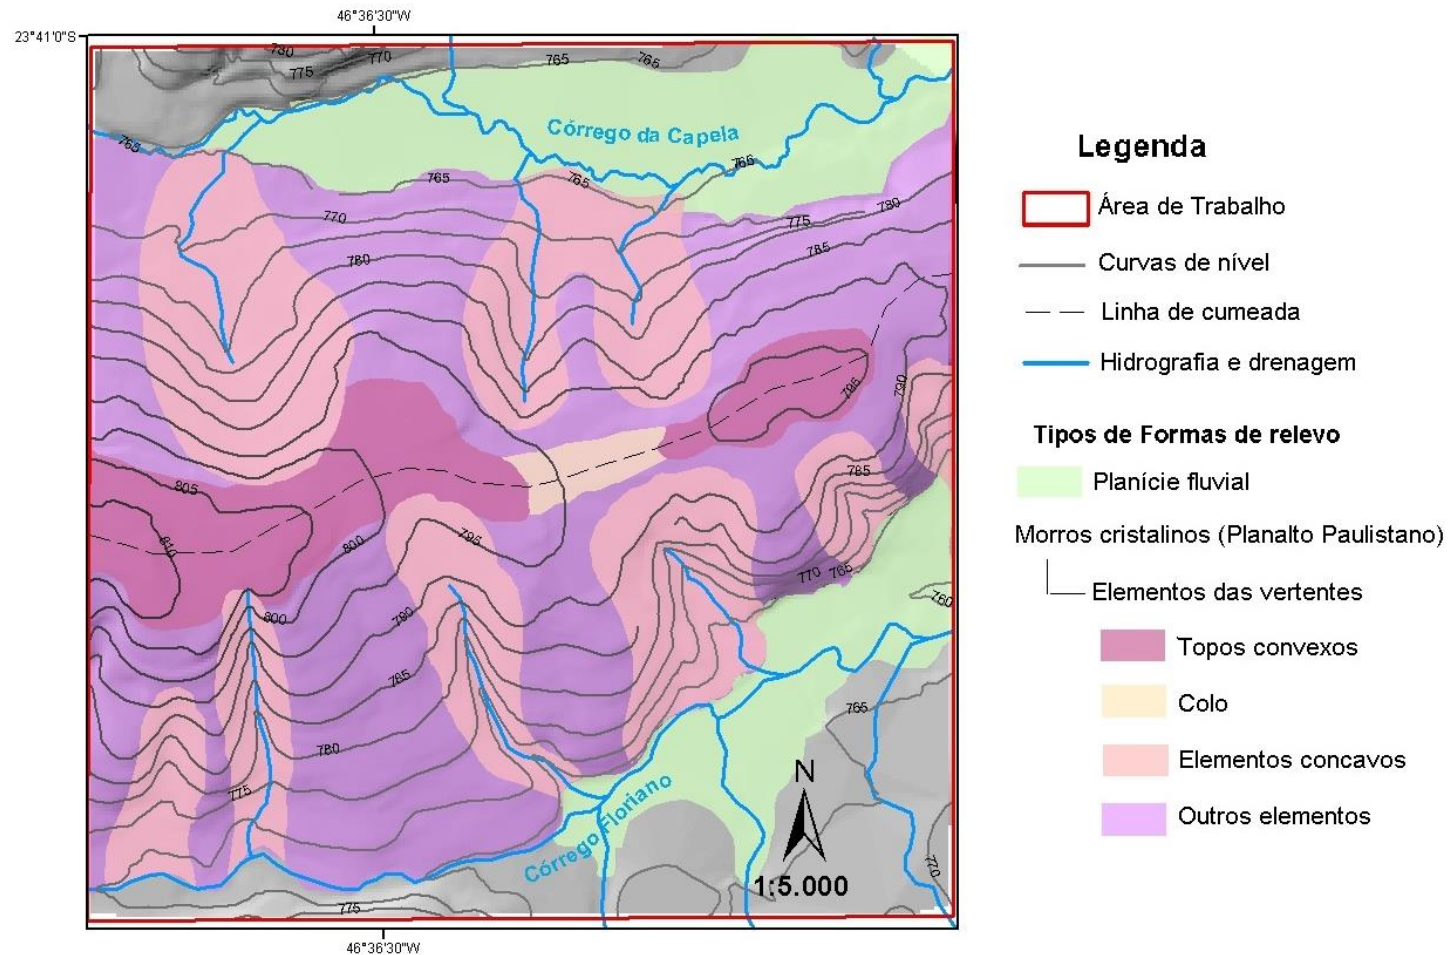 46°36'30"W
23°41'0"S
780
775
770
765
765
765
Córrego da Capela
765
765
765
770
775
780
785
780
795
790
805
785
810
800
795
770
765
760
800
790
785
765
780
775
770
775
Córrego Floriano
N
1:5.000
46°36'30"W
Legenda
Área de Trabalho
Curvas de nível
Linha de cumeada
Hidrografia e drenagem
Tipos de Formas de relevo
Planície fluvial
Morros cristalinos (Planalto Paulistano)
Elementos das vertentes
Topos convexos
Colo
Elementos concavos
Outros elementos